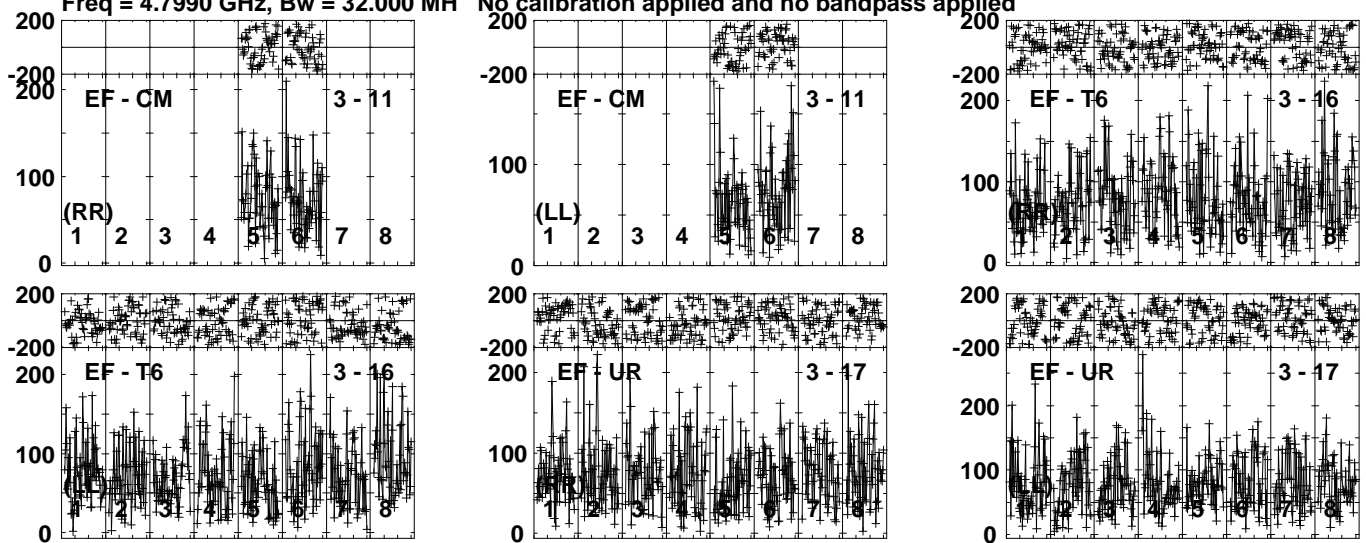 Freq = 4.7990 GHz, Bw = 32.000 MH No calibration applied and no bandpass applied
200
-200
200
100
0
EF - CM 3 - 11
(RR)
1 2 3 4 5 6 7 8
200
-200
100
0
EF - CM 3 - 11
(LL)
1 2 3 4 5 6 7 8
200
-200
200
100
0
EF - T6 3 - 16
(RR)
1 2 3 4 5 6 7 8
200
-200
200
100
0
EF - T6 3 - 16
(LL)
1 2 3 4 5 6 7 8
200
-200
200
100
0
EF - UR 3 - 17
(RR)
1 2 3 4 5 6 7 8
200
-200
200
100
0
EF - UR 3 - 17
(LL)
1 2 3 4 5 6 7 8